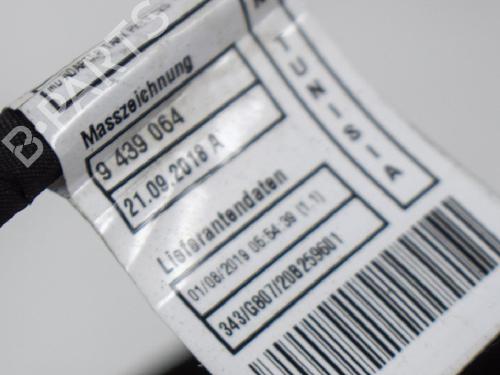 Masszeichnung
9 439 064
21.09.2018 A
Lieferantendaten
01/08/2019 05:54:39 (1.1)
343/G807/20B259601
TUNISIA
B-PARTS